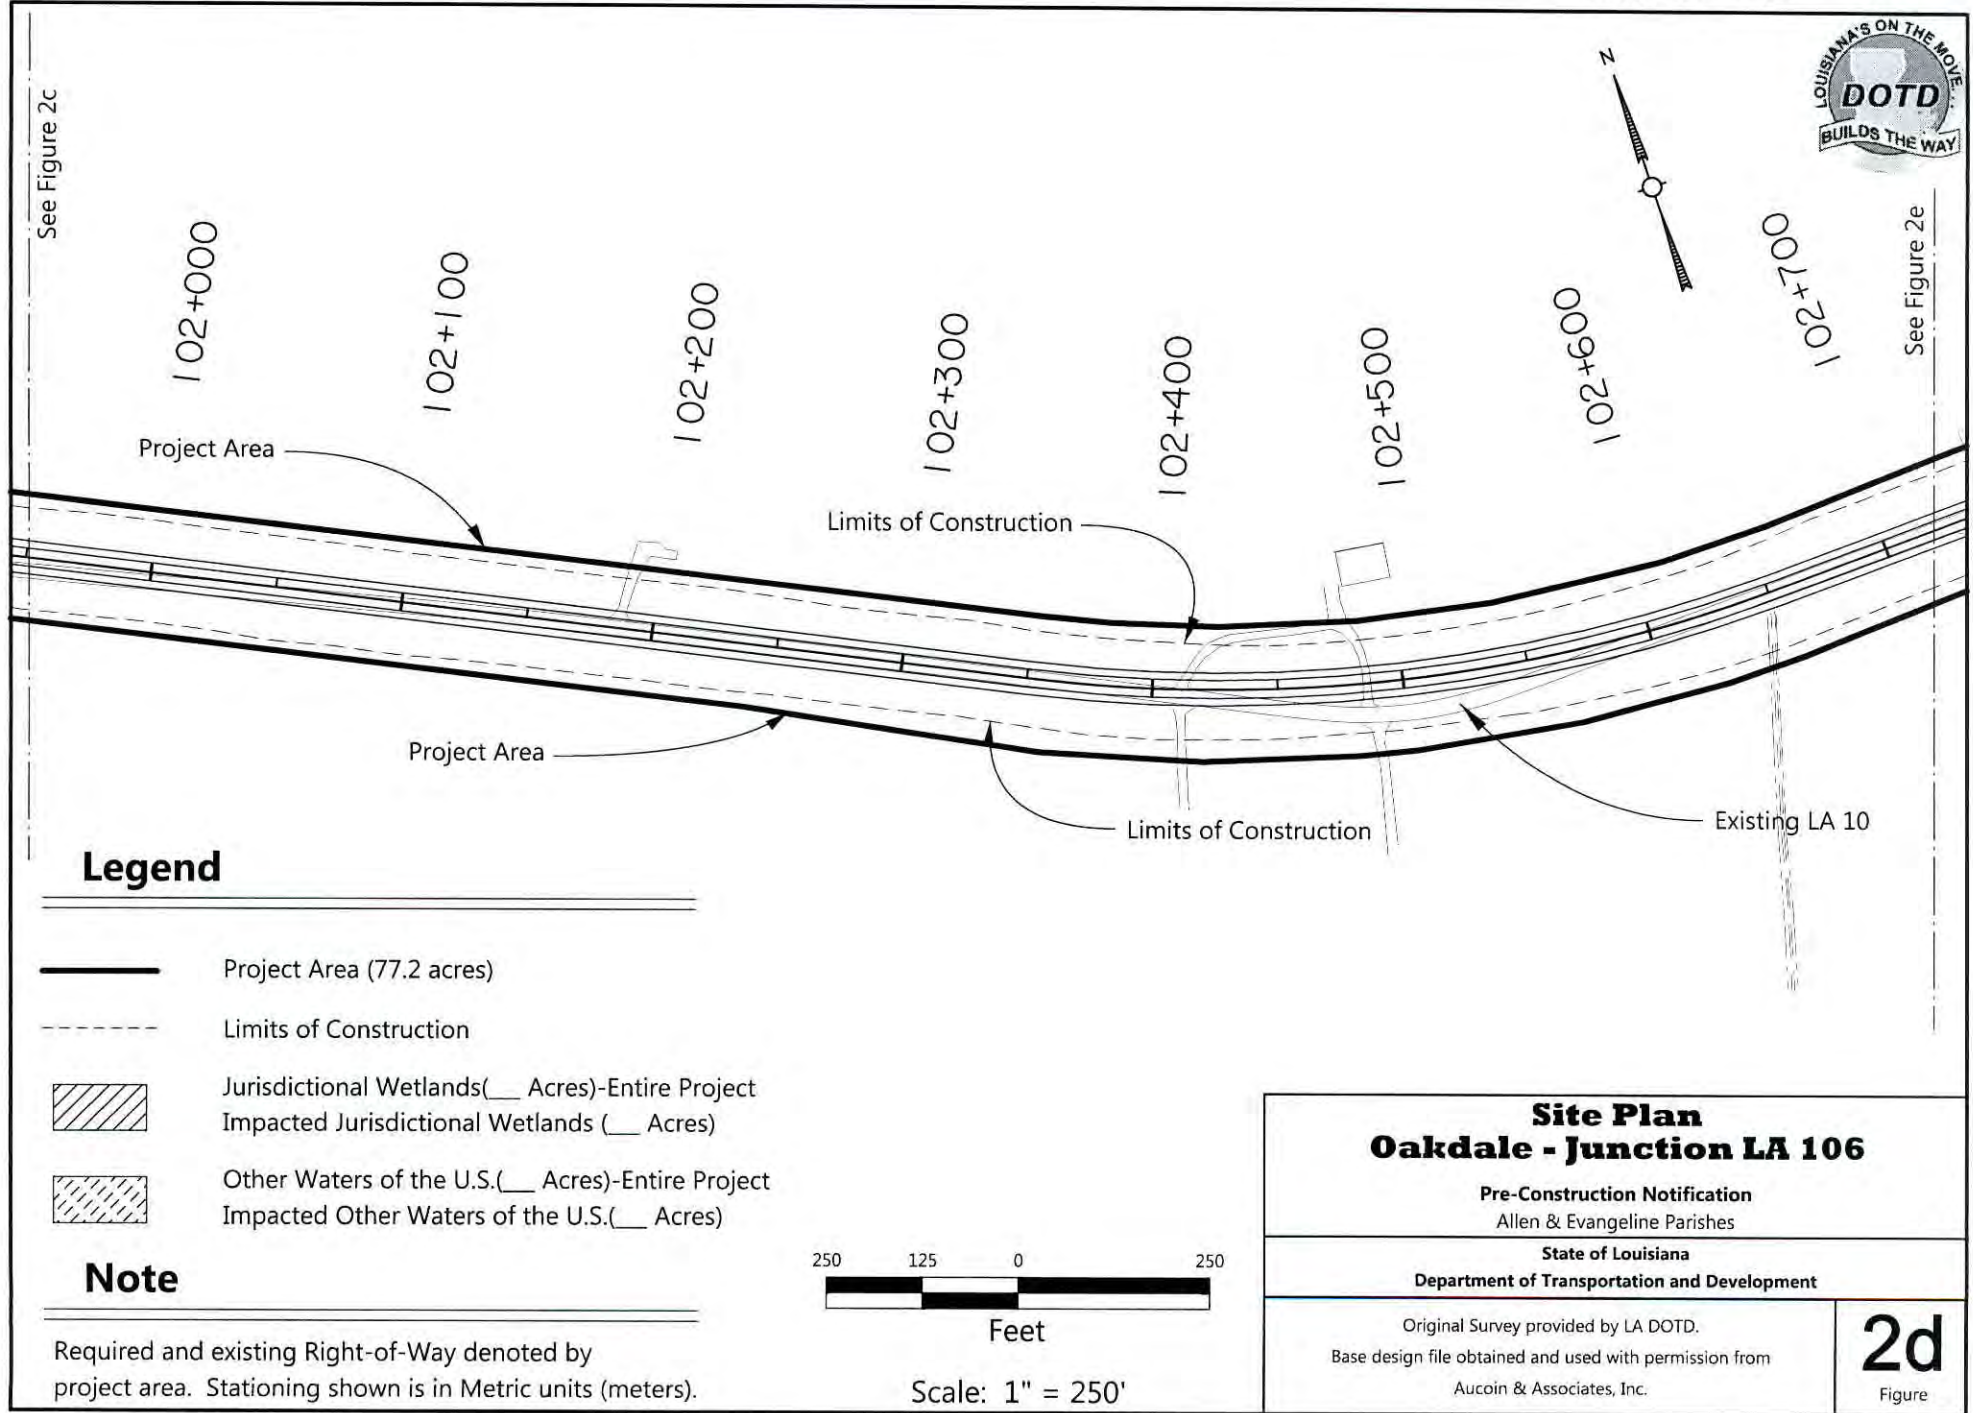 LOUISIANA'S ON THE MOVE...
DOTD
BUILDS THE WAY
N
See Figure 2c
See Figure 2e
102+000
102+100
102+200
102+300
102+400
102+500
102+600
102+700
Project Area
Limits of Construction
Project Area
Limits of Construction
Existing LA 10
Legend
Project Area (77.2 acres)
Limits of Construction
Jurisdictional Wetlands(__ Acres)-Entire Project
Impacted Jurisdictional Wetlands (__ Acres)
Other Waters of the U.S.(__ Acres)-Entire Project
Impacted Other Waters of the U.S.(__ Acres)
Note
Required and existing Right-of-Way denoted by
project area. Stationing shown is in Metric units (meters).
250 125 0 250
Feet
Scale: 1" = 250'
Site Plan
Oakdale - Junction LA 106
Pre-Construction Notification
Allen & Evangeline Parishes
State of Louisiana
Department of Transportation and Development
Original Survey provided by LA DOTD.
Base design file obtained and used with permission from
Aucoin & Associates, Inc.
2d
Figure